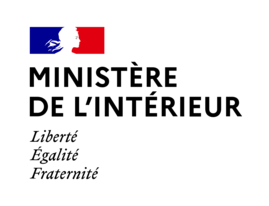 MINISTÈRE
DE L'INTÉRIEUR
Liberté
Égalité
Fraternité